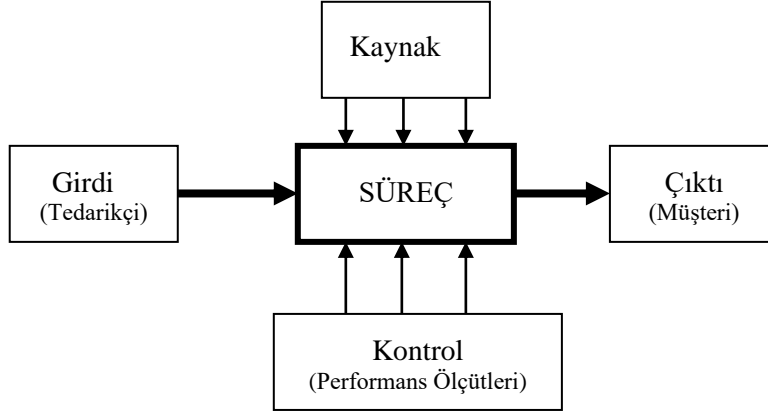 Kaynak
Girdi
(Tedarikçi)
SÜREÇ
Çıktı
(Müşteri)
Kontrol
(Performans Ölçütleri)